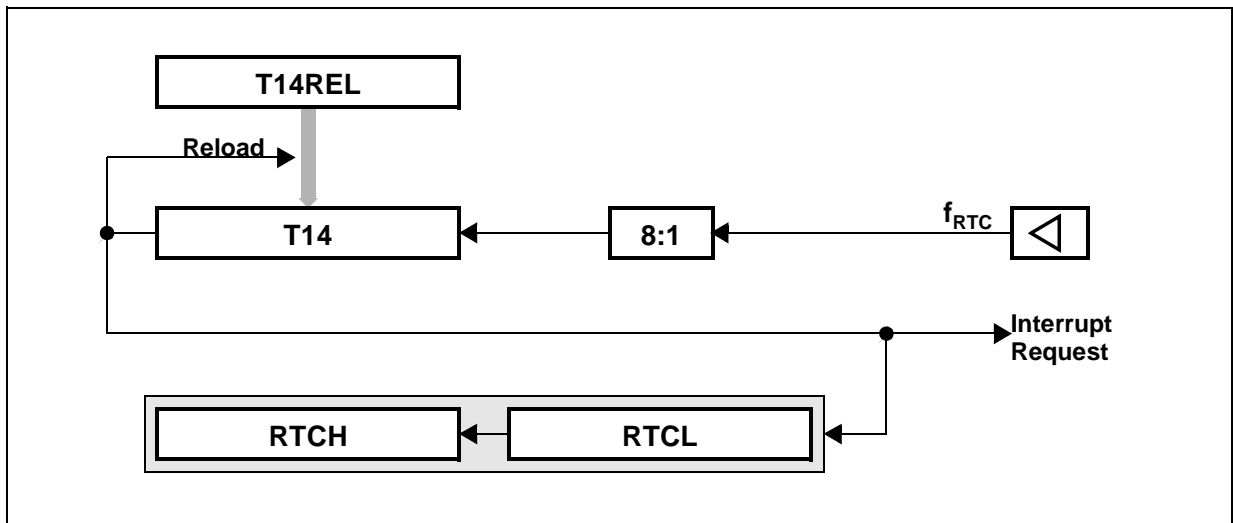 T14REL
Reload
T14
8:1
fRTC
Interrupt
Request
RTCH
RTCL